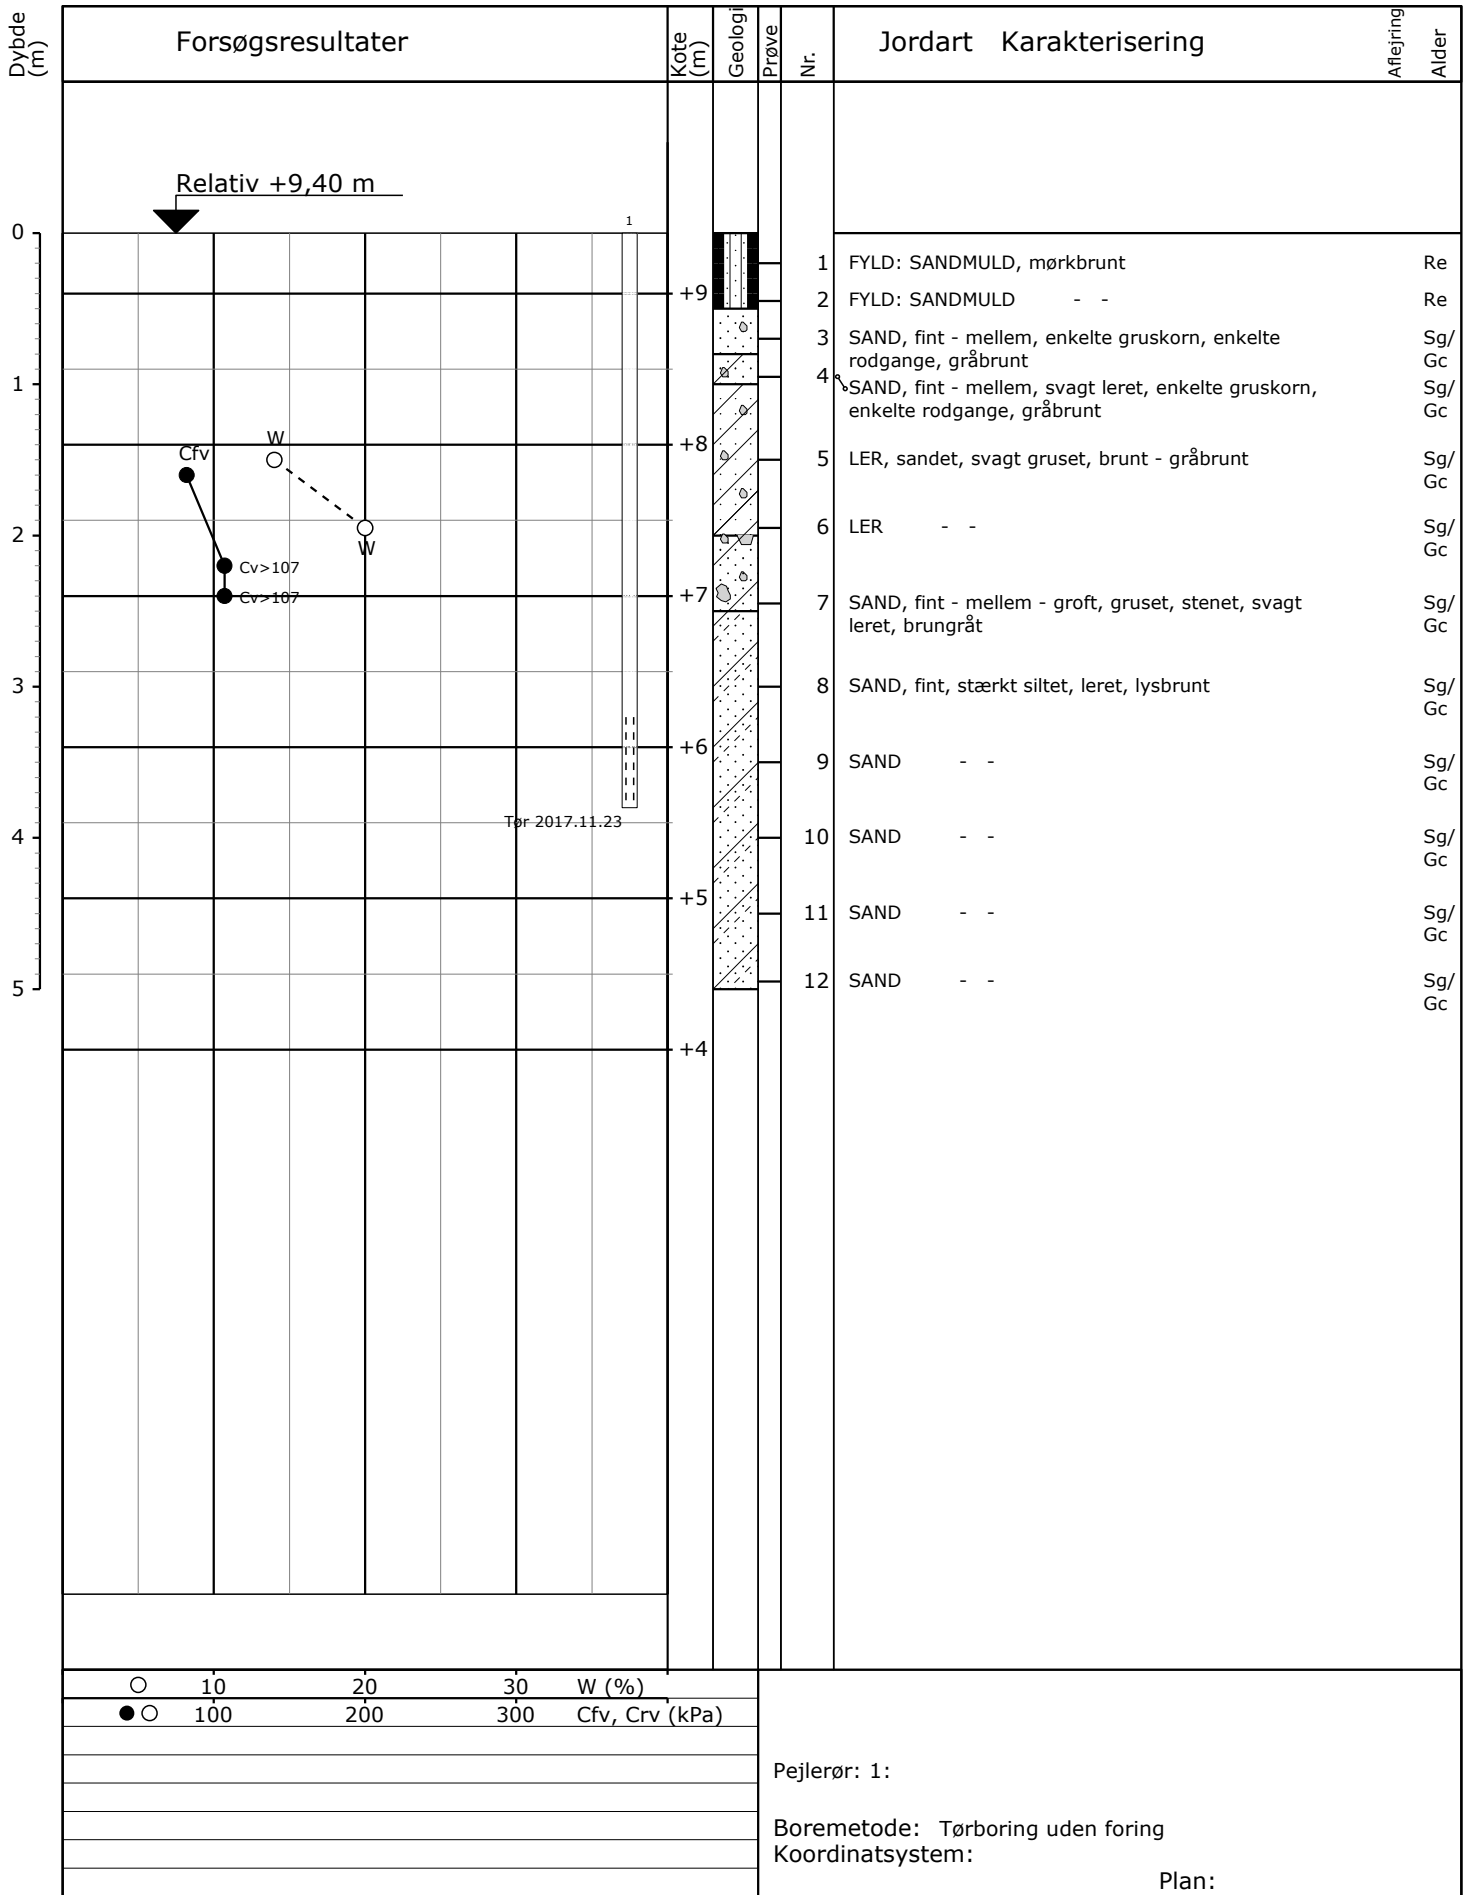 Dybde (m)
Forsøgsresultater
Kote (m)
Geologi
Prøve
Nr.
Jordart Karakterisering
Aflejring
Alder
Relativ +9,40 m
0
1
2
3
4
5
1
W
Cfv
W
Cv>107
Cv>107
Tør 2017.11.23
+9
+8
+7
+6
+5
+4
1 FYLD: SANDMULD, mørkbrunt Re
2 FYLD: SANDMULD - - Re
3 SAND, fint - mellem, enkelte gruskorn, enkelte Sg/
rodgange, gråbrunt Gc
4 SAND, fint - mellem, svagt leret, enkelte gruskorn, Sg/
enkelte rodgange, gråbrunt Gc
5 LER, sandet, svagt gruset, brunt - gråbrunt Sg/
Gc
6 LER - - Sg/
Gc
7 SAND, fint - mellem - groft, gruset, stenet, svagt Sg/
leret, brungråt Gc
8 SAND, fint, stærkt siltet, leret, lysbrunt Sg/
Gc
9 SAND - - Sg/
Gc
10 SAND - - Sg/
Gc
11 SAND - - Sg/
Gc
12 SAND - - Sg/
Gc
10 20 30 W (%)
100 200 300 Cfv, Crv (kPa)
Pejlerør: 1:
Boremetode: Tørboring uden foring
Koordinatsystem:
Plan: